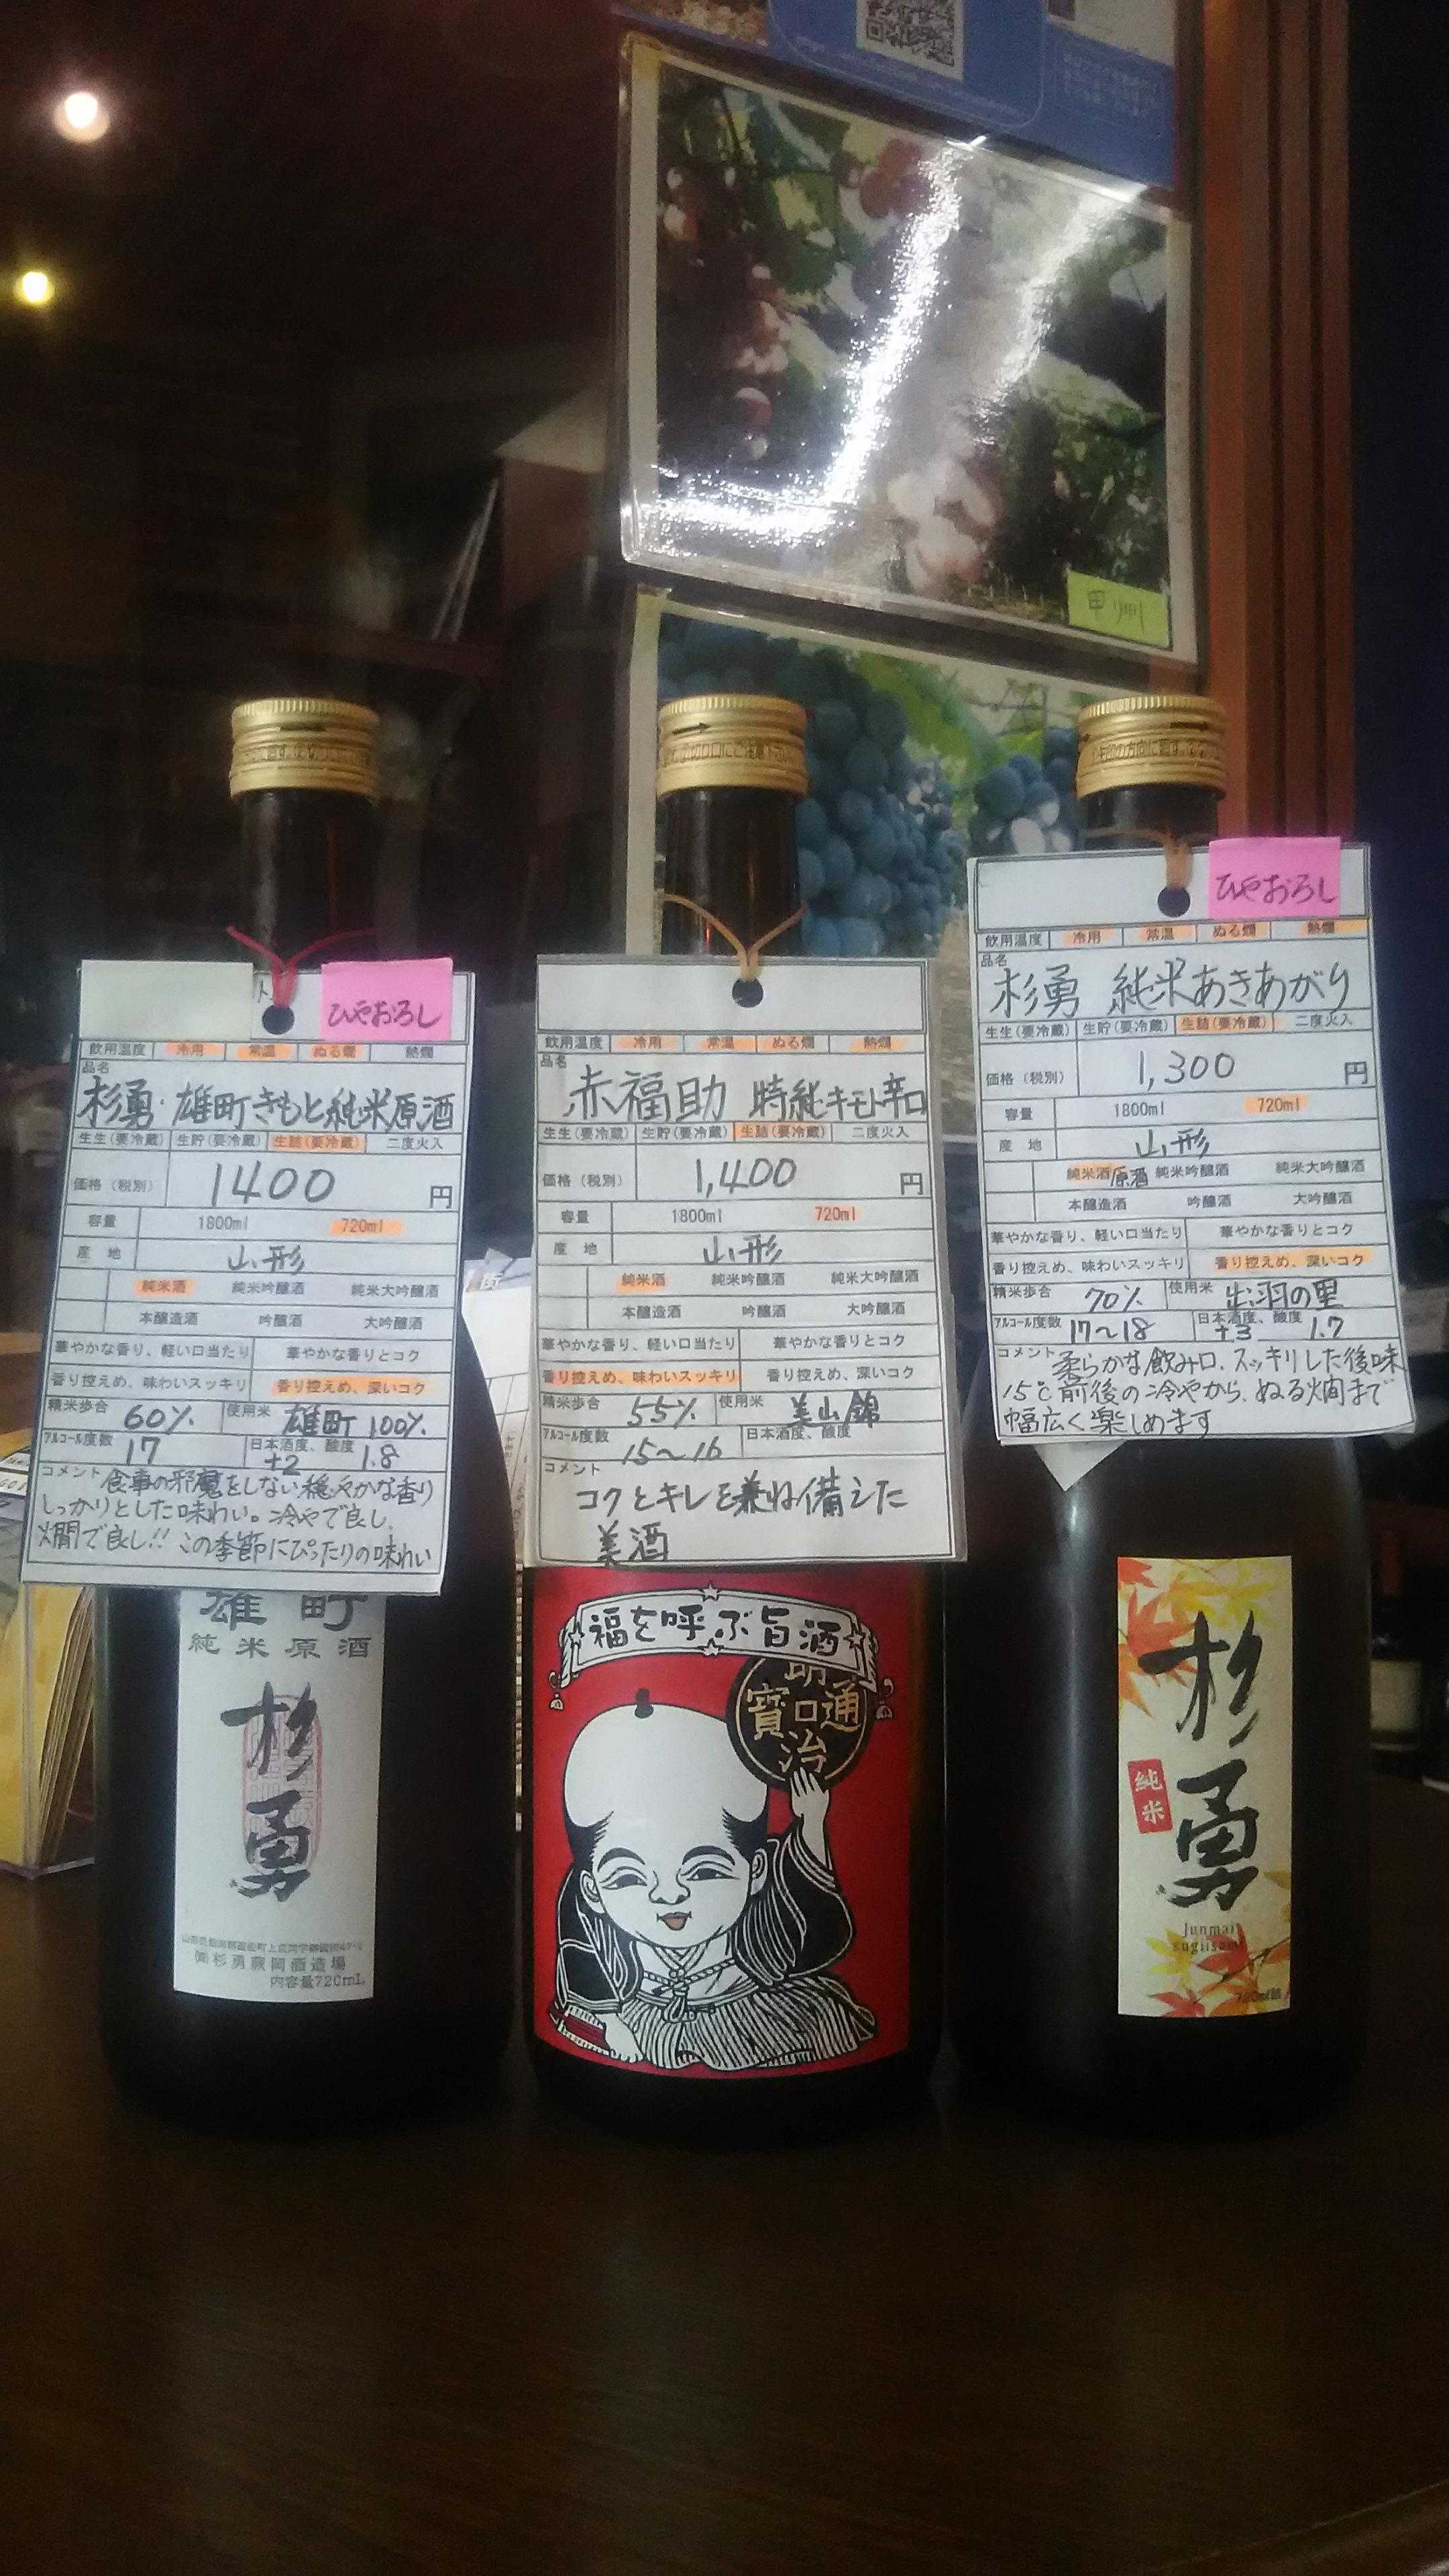 甲州
ひやおろし
飲用温度 冷用 常温 ぬる燗 熱燗
品名
杉勇 雄町きもと純米原酒
生生(要冷蔵) 生貯(要冷蔵) 生詰(要冷蔵) 二度火入
価格(税別) 1400 円
容量 1800ml 720ml
産地 山形
純米酒 純米吟醸酒 純米大吟醸酒
本醸造酒 吟醸酒 大吟醸酒
華やかな香り、軽い口当たり 華やかな香りとコク
香り控えめ、味わいスッキリ 香り控えめ、深いコク
精米歩合 60% 使用米 雄町 100%
アルコール度数 17 日本酒度、酸度 +2 1.8
コメント 食事の邪魔をしない穏やかな香り
しっかりとした味わい。冷やで良し、
燗で良し!! この季節にぴったりの味わい
雄町
純米原酒
杉勇
㈱杉勇蕨岡酒造場
内容量720mL
飲用温度 冷用 常温 ぬる燗 熱燗
品名
赤福助 特純キモト辛口
生生(要冷蔵) 生貯(要冷蔵) 生詰(要冷蔵) 二度火入
価格(税別) 1,400 円
容量 1800ml 720ml
産地 山形
純米酒 純米吟醸酒 純米大吟醸酒
本醸造酒 吟醸酒 大吟醸酒
華やかな香り、軽い口当たり 華やかな香りとコク
香り控えめ、味わいスッキリ 香り控えめ、深いコク
精米歩合 55% 使用米 美山錦
アルコール度数 15~16 日本酒度、酸度
コメント
コクとキレを兼ね備えた
美酒
福を呼ぶ旨酒
明治通寶
ひやおろし
飲用温度 冷用 常温 ぬる燗 熱燗
品名
杉勇 純米あきあがり
生生(要冷蔵) 生貯(要冷蔵) 生詰(要冷蔵) 二度火入
価格(税別) 1,300 円
容量 1800ml 720ml
産地 山形
純米酒 原酒 純米吟醸酒 純米大吟醸酒
本醸造酒 吟醸酒 大吟醸酒
華やかな香り、軽い口当たり 華やかな香りとコク
香り控えめ、味わいスッキリ 香り控えめ、深いコク
精米歩合 70% 使用米 出羽の里
アルコール度数 17~18 日本酒度、酸度 +3 1.7
コメント 柔らかな飲み口、スッキリした後味
15℃前後の冷やから、ぬる燗まで
幅広く楽しめます
杉勇
純米
Junmai
sugiisami